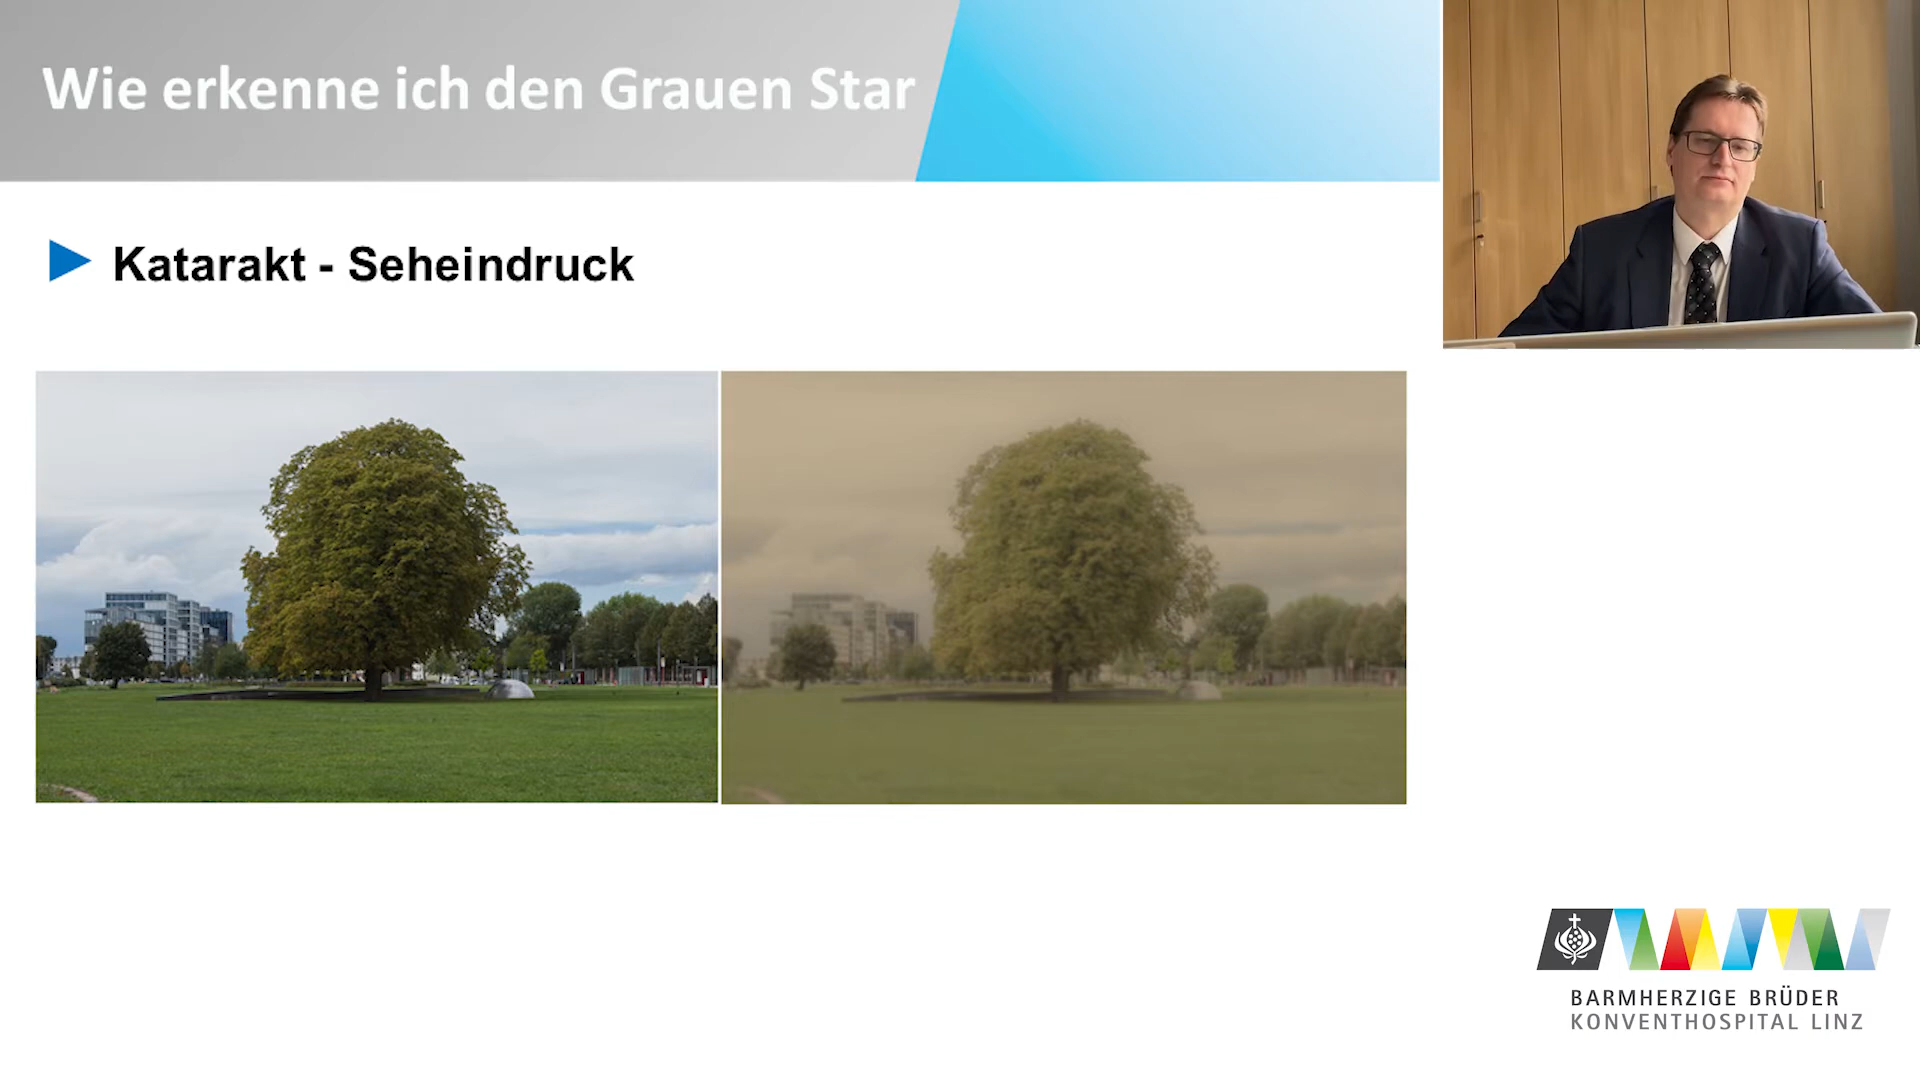 Wie erkenne ich den Grauen Star
Katarakt - Seheindruck
BARMHERZIGE BRÜDER
KONVENTHOSPITAL LINZ